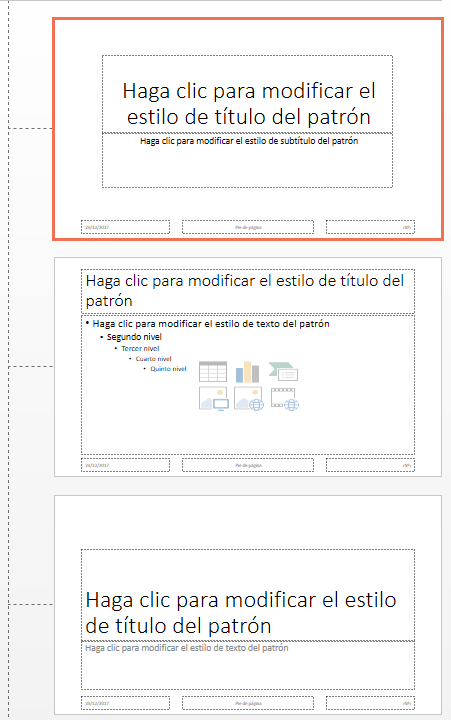 Haga clic para modificar el
estilo de título del patrón
Haga clic para modificar el estilo de subtítulo del patrón
24/12/2017 Pie de página ‹Nº›
Haga clic para modificar el estilo de título del
patrón
• Haga clic para modificar el estilo de texto del patrón
• Segundo nivel
• Tercer nivel
• Cuarto nivel
• Quinto nivel
24/12/2017 Pie de página ‹Nº›
Haga clic para modificar el estilo
de título del patrón
Haga clic para modificar el estilo de texto del patrón
24/12/2017 Pie de página ‹Nº›